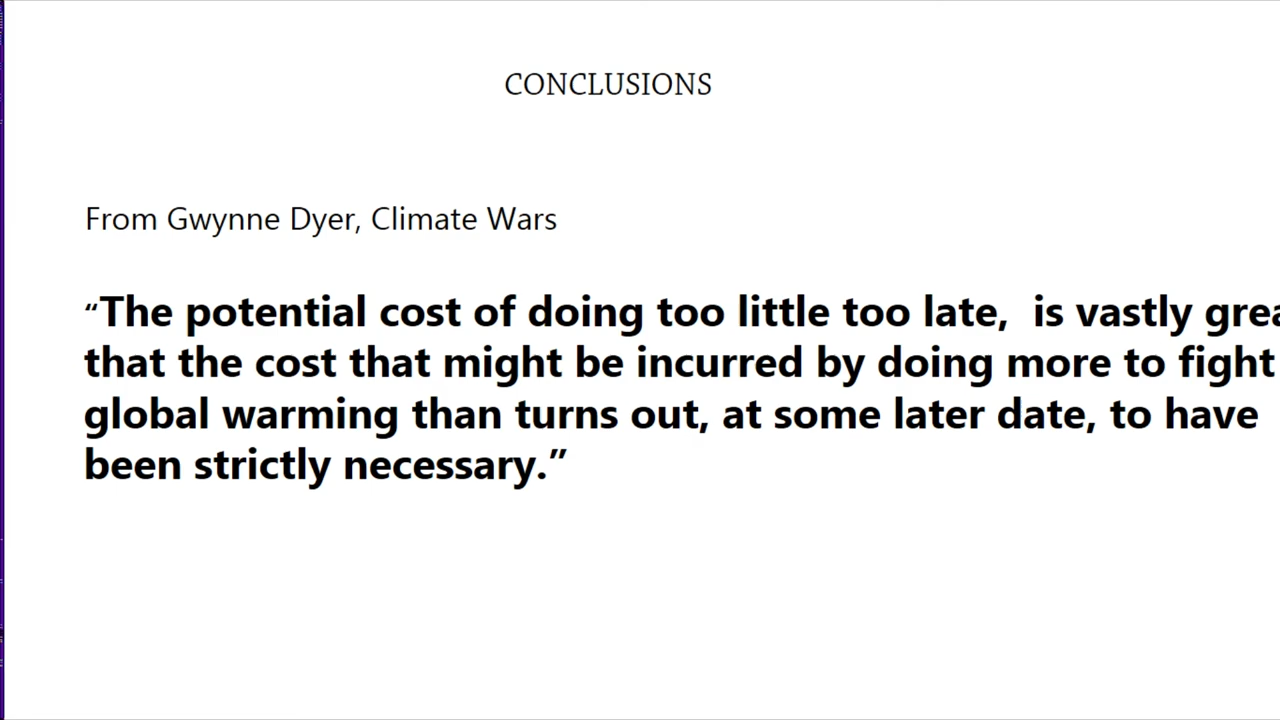 CONCLUSIONS
From Gwynne Dyer, Climate Wars
“The potential cost of doing too little too late,  is vastly
that the cost that might be incurred by doing more to fight
global warming than turns out, at some later date, to have
been strictly necessary.”